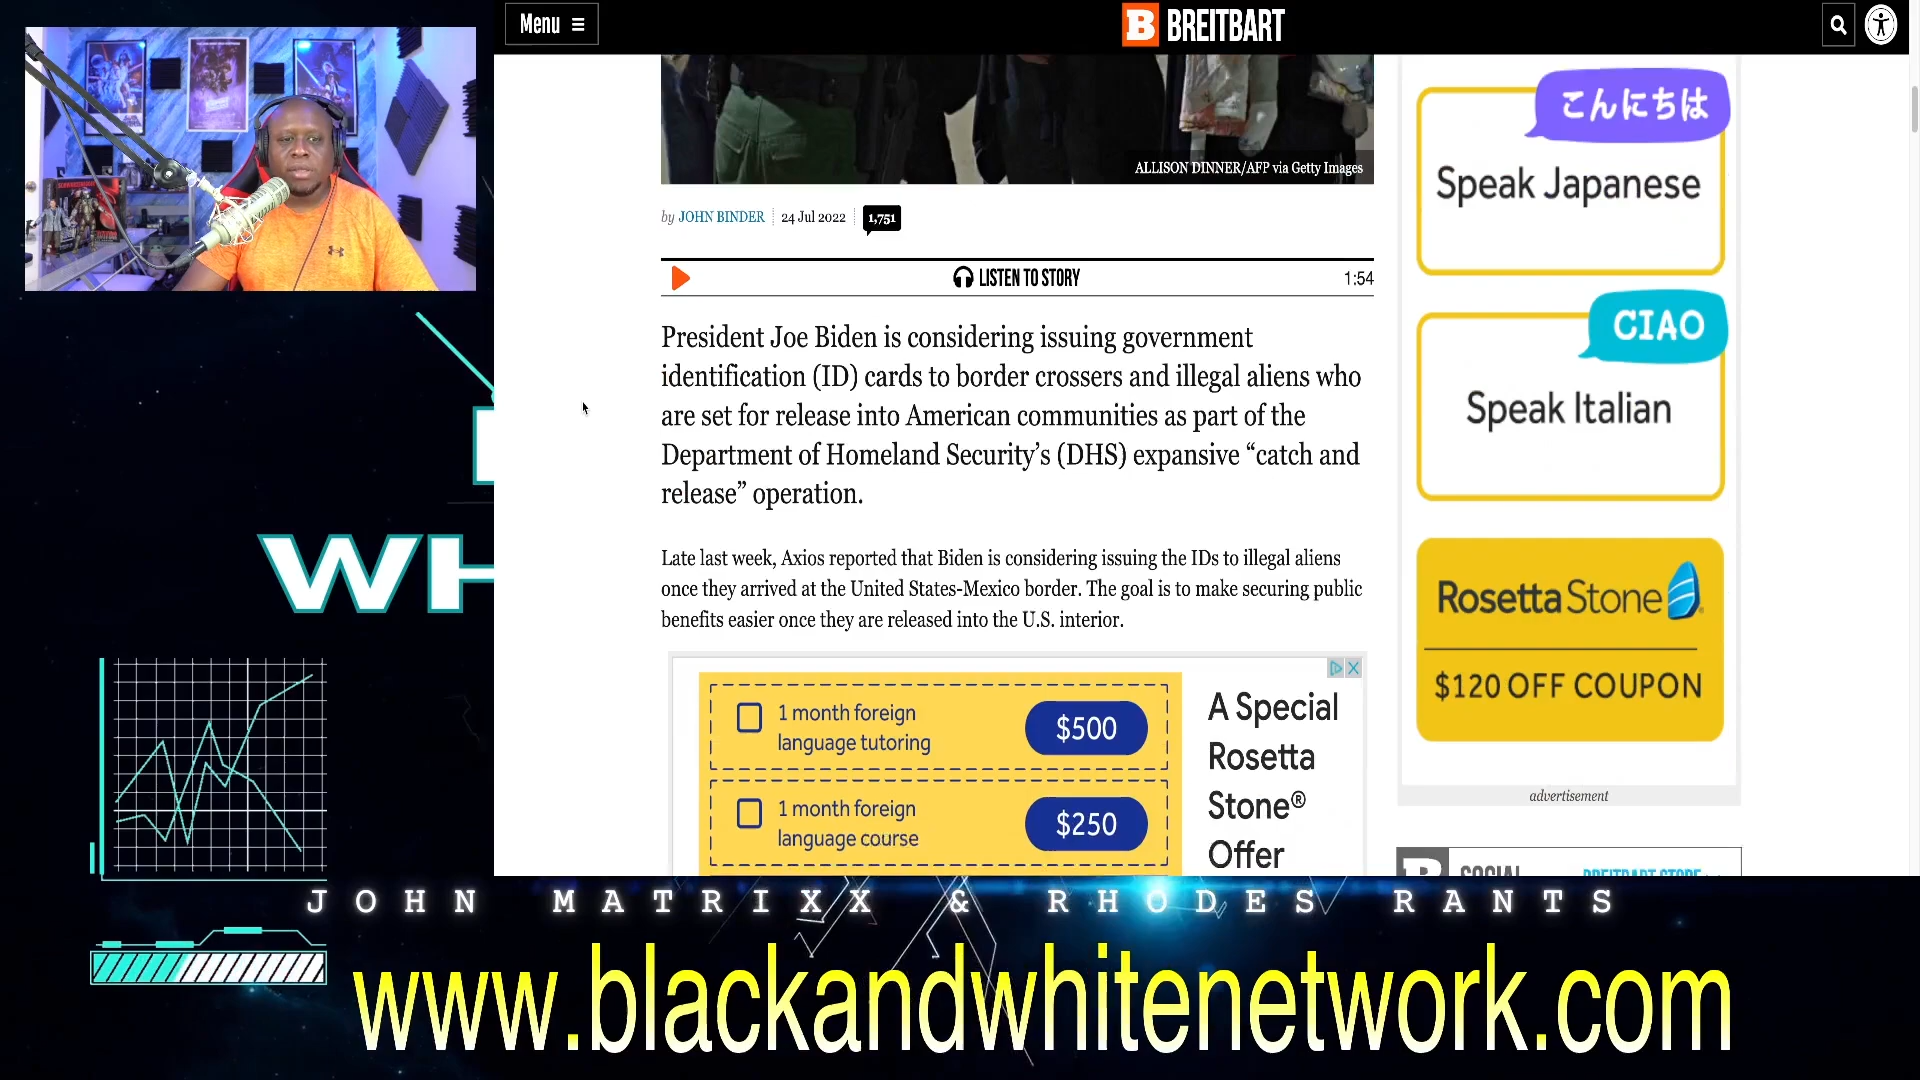 Menu
B BREITBART
ALLISON DINNER/AFP via Getty Images
by JOHN BINDER 24 Jul 2022 1,751
LISTEN TO STORY 1:54
President Joe Biden is considering issuing government
identification (ID) cards to border crossers and illegal aliens who
are set for release into American communities as part of the
Department of Homeland Security’s (DHS) expansive “catch and
release” operation.
Late last week, Axios reported that Biden is considering issuing the IDs to illegal aliens
once they arrived at the United States-Mexico border. The goal is to make securing public
benefits easier once they are released into the U.S. interior.
1 month foreign
language tutoring
$500
1 month foreign
language course
$250
A Special
Rosetta
Stone®
Offer
こんにちは
Speak Japanese
CIAO
Speak Italian
RosettaStone
$120 OFF COUPON
advertisement
B SOCIAL
BREITBART STORE
WH
JOHN MATRIXX & RHODES RANTS
www.blackandwhitenetwork.com